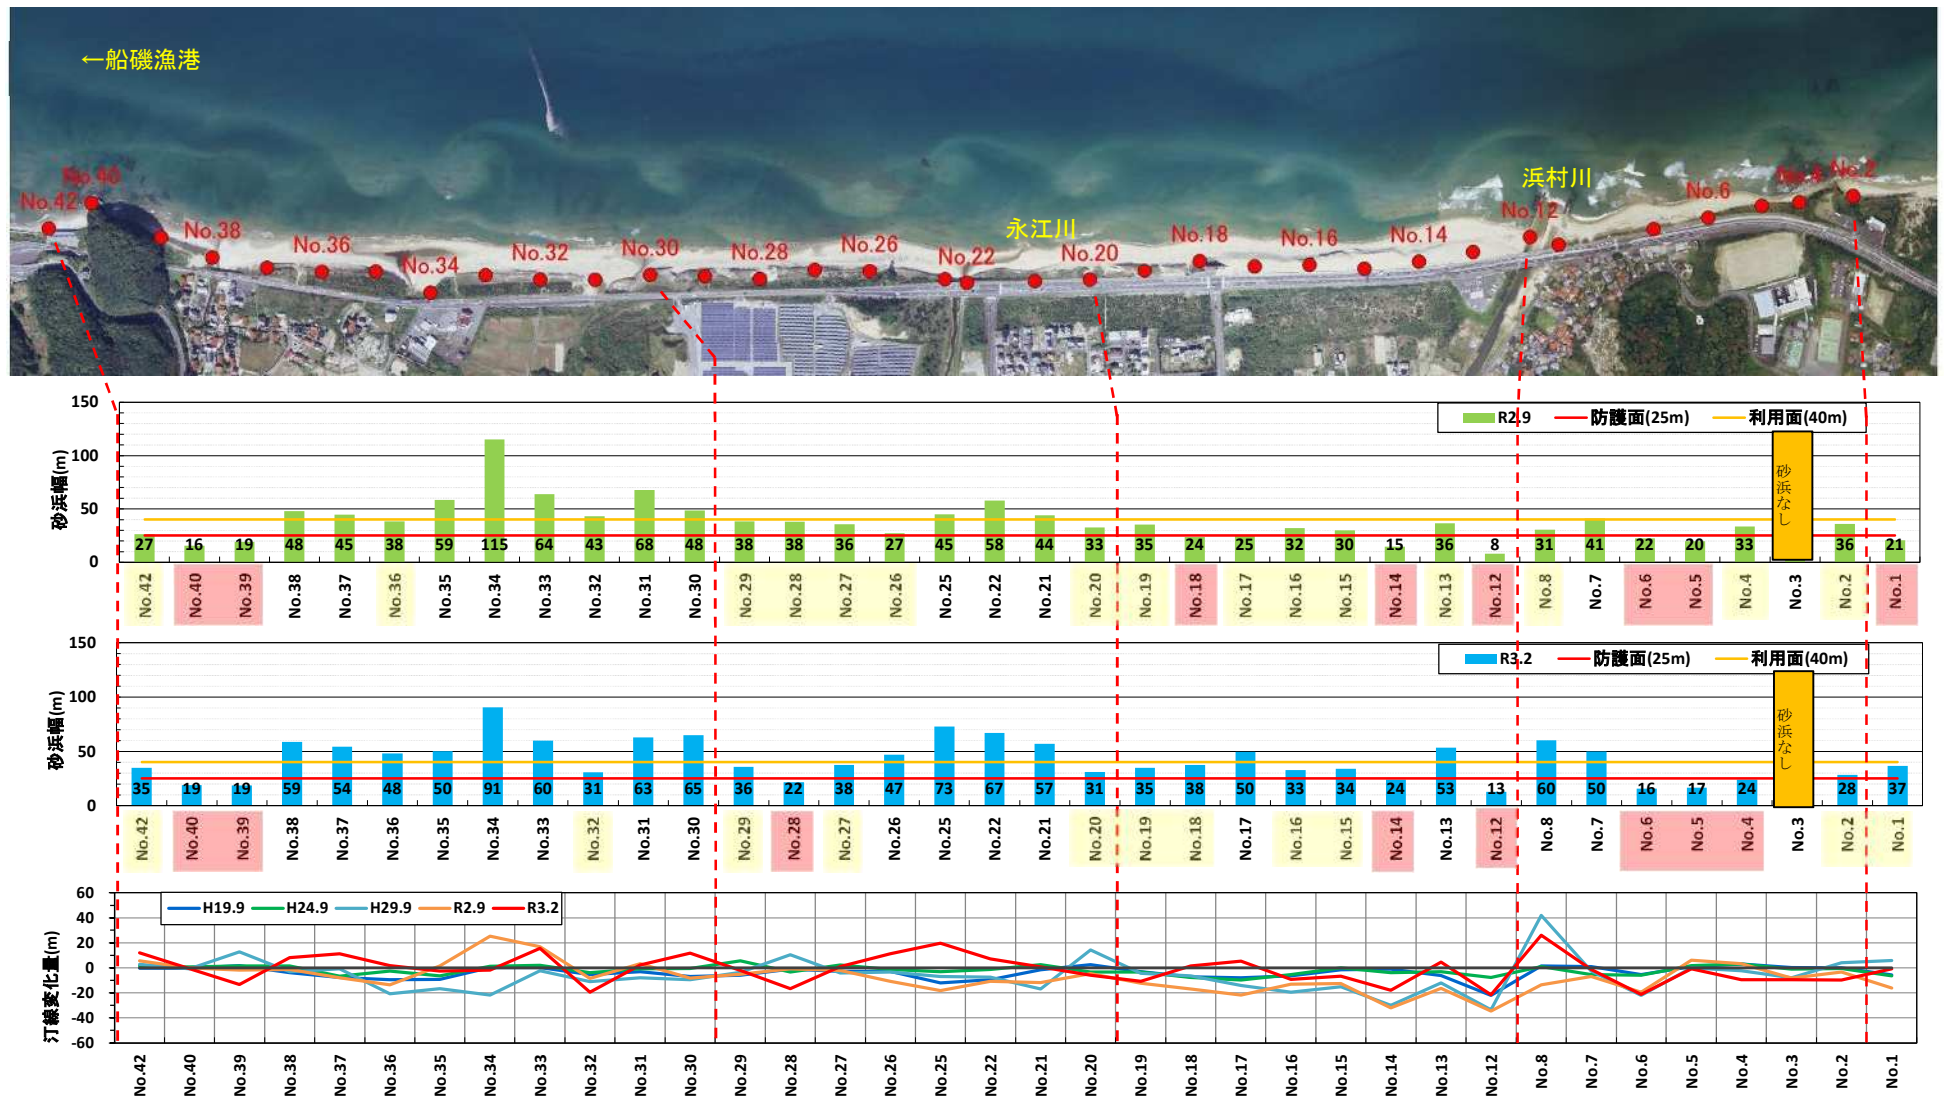 ←船磯漁港
浜村川
永江川
No.42
No.40
No.38
No.36
No.34
No.32
No.30
No.28
No.26
No.22
No.20
No.18
No.16
No.14
No.12
No.6
No.4
No.2
砂浜幅(m)
150
100
50
0
R2.9 防護面(25m) 利用面(40m)
砂浜なし
27 16 19 48 45 38 59 115 64 43 68 48 38 38 36 27 45 58 44 33 35 24 25 32 30 15 36 8 31 41 22 20 33 36 21
No.42 No.40 No.39 No.38 No.37 No.36 No.35 No.34 No.33 No.32 No.31 No.30 No.29 No.28 No.27 No.26 No.25 No.22 No.21 No.20 No.19 No.18 No.17 No.16 No.15 No.14 No.13 No.12 No.8 No.7 No.6 No.5 No.4 No.3 No.2 No.1
砂浜幅(m)
150
100
50
0
R3.2 防護面(25m) 利用面(40m)
砂浜なし
35 19 19 59 54 48 50 91 60 31 63 65 36 22 38 47 73 67 57 31 35 38 50 33 34 24 53 13 60 50 16 17 24 28 37
No.42 No.40 No.39 No.38 No.37 No.36 No.35 No.34 No.33 No.32 No.31 No.30 No.29 No.28 No.27 No.26 No.25 No.22 No.21 No.20 No.19 No.18 No.17 No.16 No.15 No.14 No.13 No.12 No.8 No.7 No.6 No.5 No.4 No.3 No.2 No.1
汀線変化量(m)
60
40
20
0
-20
-40
-60
H19.9 H24.9 H29.9 R2.9 R3.2
No.42 No.40 No.39 No.38 No.37 No.36 No.35 No.34 No.33 No.32 No.31 No.30 No.29 No.28 No.27 No.26 No.25 No.22 No.21 No.20 No.19 No.18 No.17 No.16 No.15 No.14 No.13 No.12 No.8 No.7 No.6 No.5 No.4 No.3 No.2 No.1